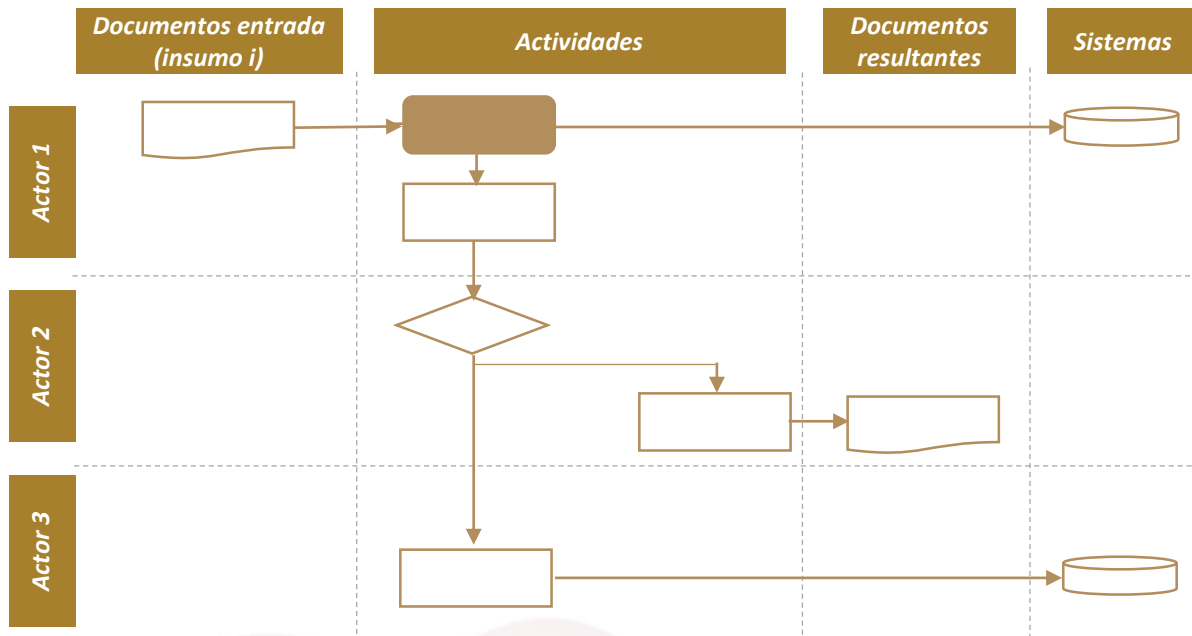 Documentos entrada
(insumo i)
Actividades
Documentos
resultantes
Sistemas
Actor 1
Actor 2
Actor 3